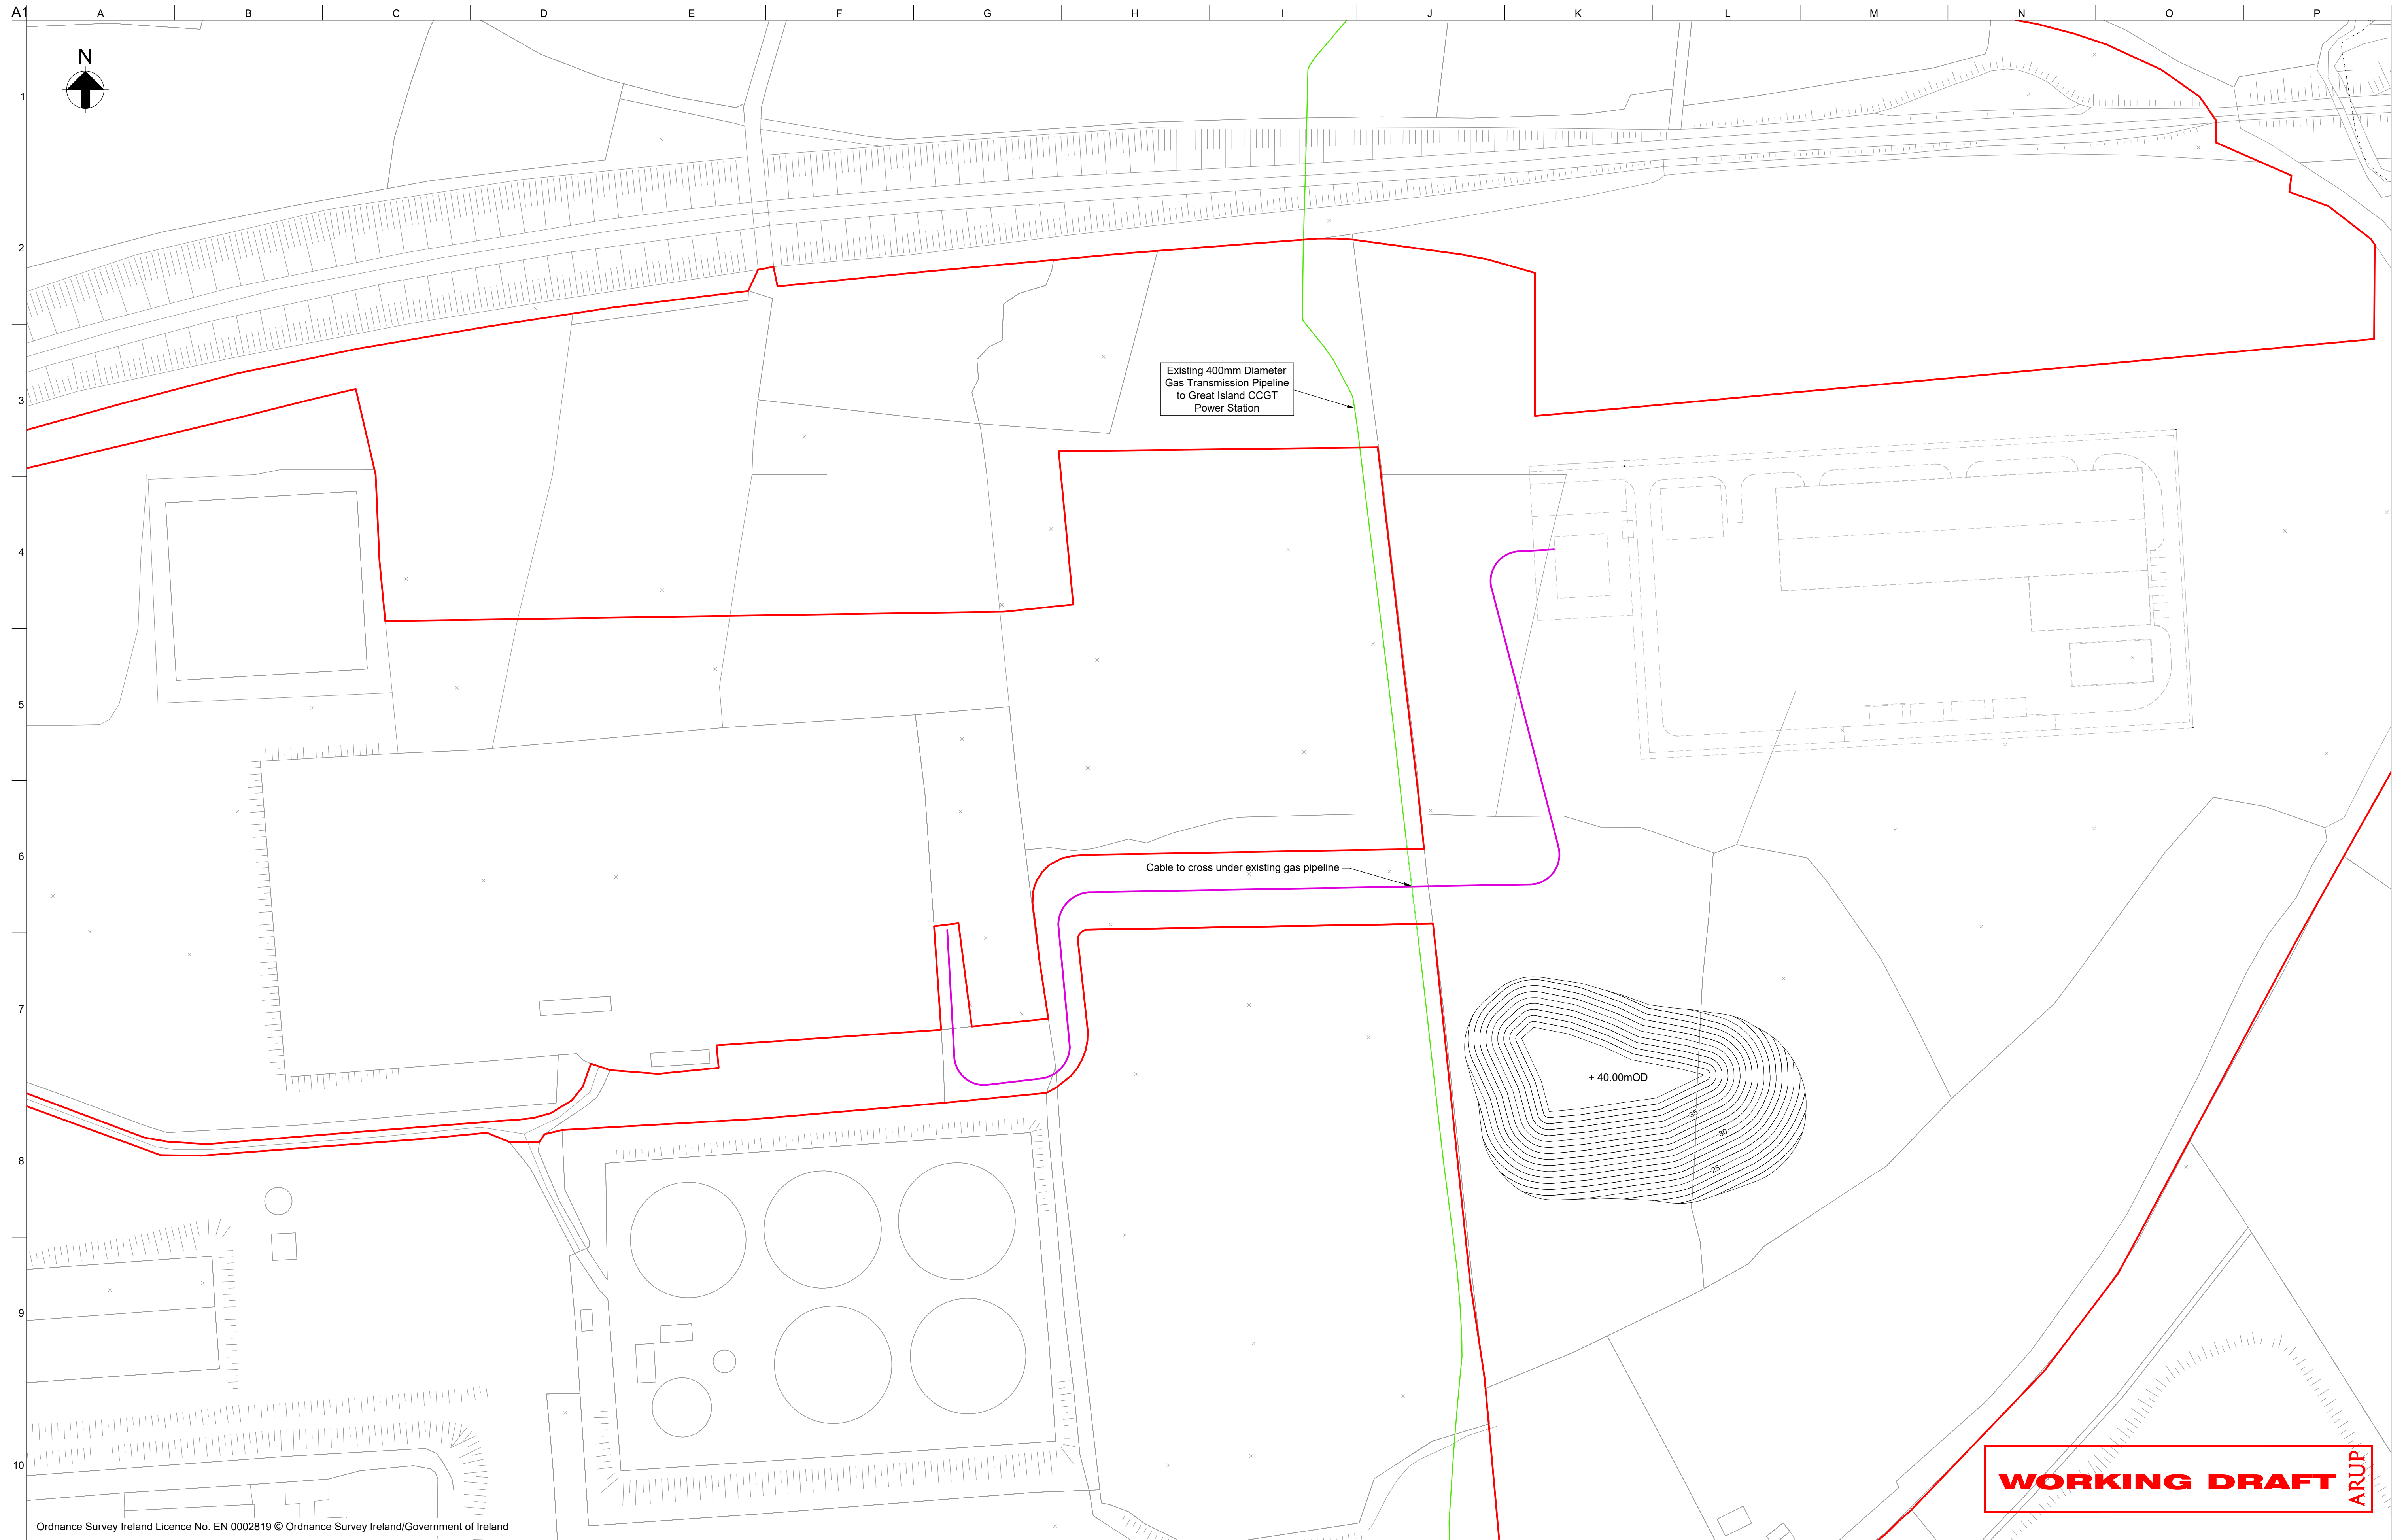 A1
A B C D E F G H I J K L M N O P
N
1
2
Existing 400mm Diameter
Gas Transmission Pipeline
to Great Island CCGT
Power Station
3
4
5
6
Cable to cross under existing gas pipeline
7
+ 40.00mOD
35
30
25
8
9
10
WORKING DRAFT
ARUP
Ordnance Survey Ireland Licence No. EN 0002819 © Ordnance Survey Ireland/Government of Ireland